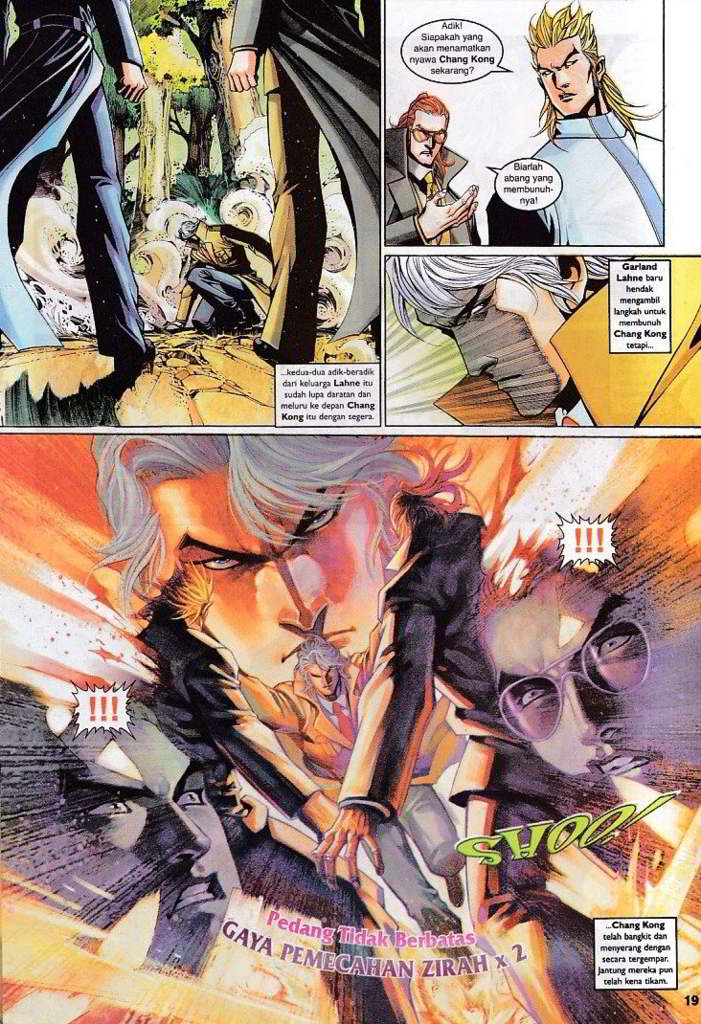 ...kedua-dua adik-beradik
dari keluarga Lahne itu
sudah lupa daratan dan
meluru ke depan Chang
Kong itu dengan segera.
Adik!
Siapakah yang
akan menamatkan
nyawa Chang Kong
sekarang?
Biarlah
abang yang
membunuh-
nya!
Garland
Lahne baru
hendak
mengambil
langkah untuk
membunuh
Chang Kong
tetapi...
!!!
!!!
SHOO
Pedang Tidak Berbatas
GAYA PEMECAHAN ZIRAH x 2
...Chang Kong
telah bangkit dan
menyerang dengan
secara tergempar.
Jantung mereka pun
telah kena tikam.
19